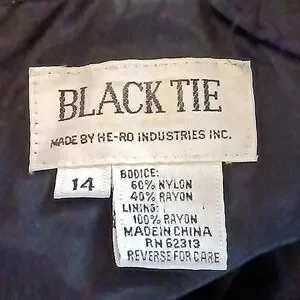 BLACK TIE
MADE BY HE-RO INDUSTRIES INC.
14
BODICE:
60% NYLON
40% RAYON
LINING:
100% RAYON
MADE IN CHINA
RN 62313
REVERSE FOR CARE